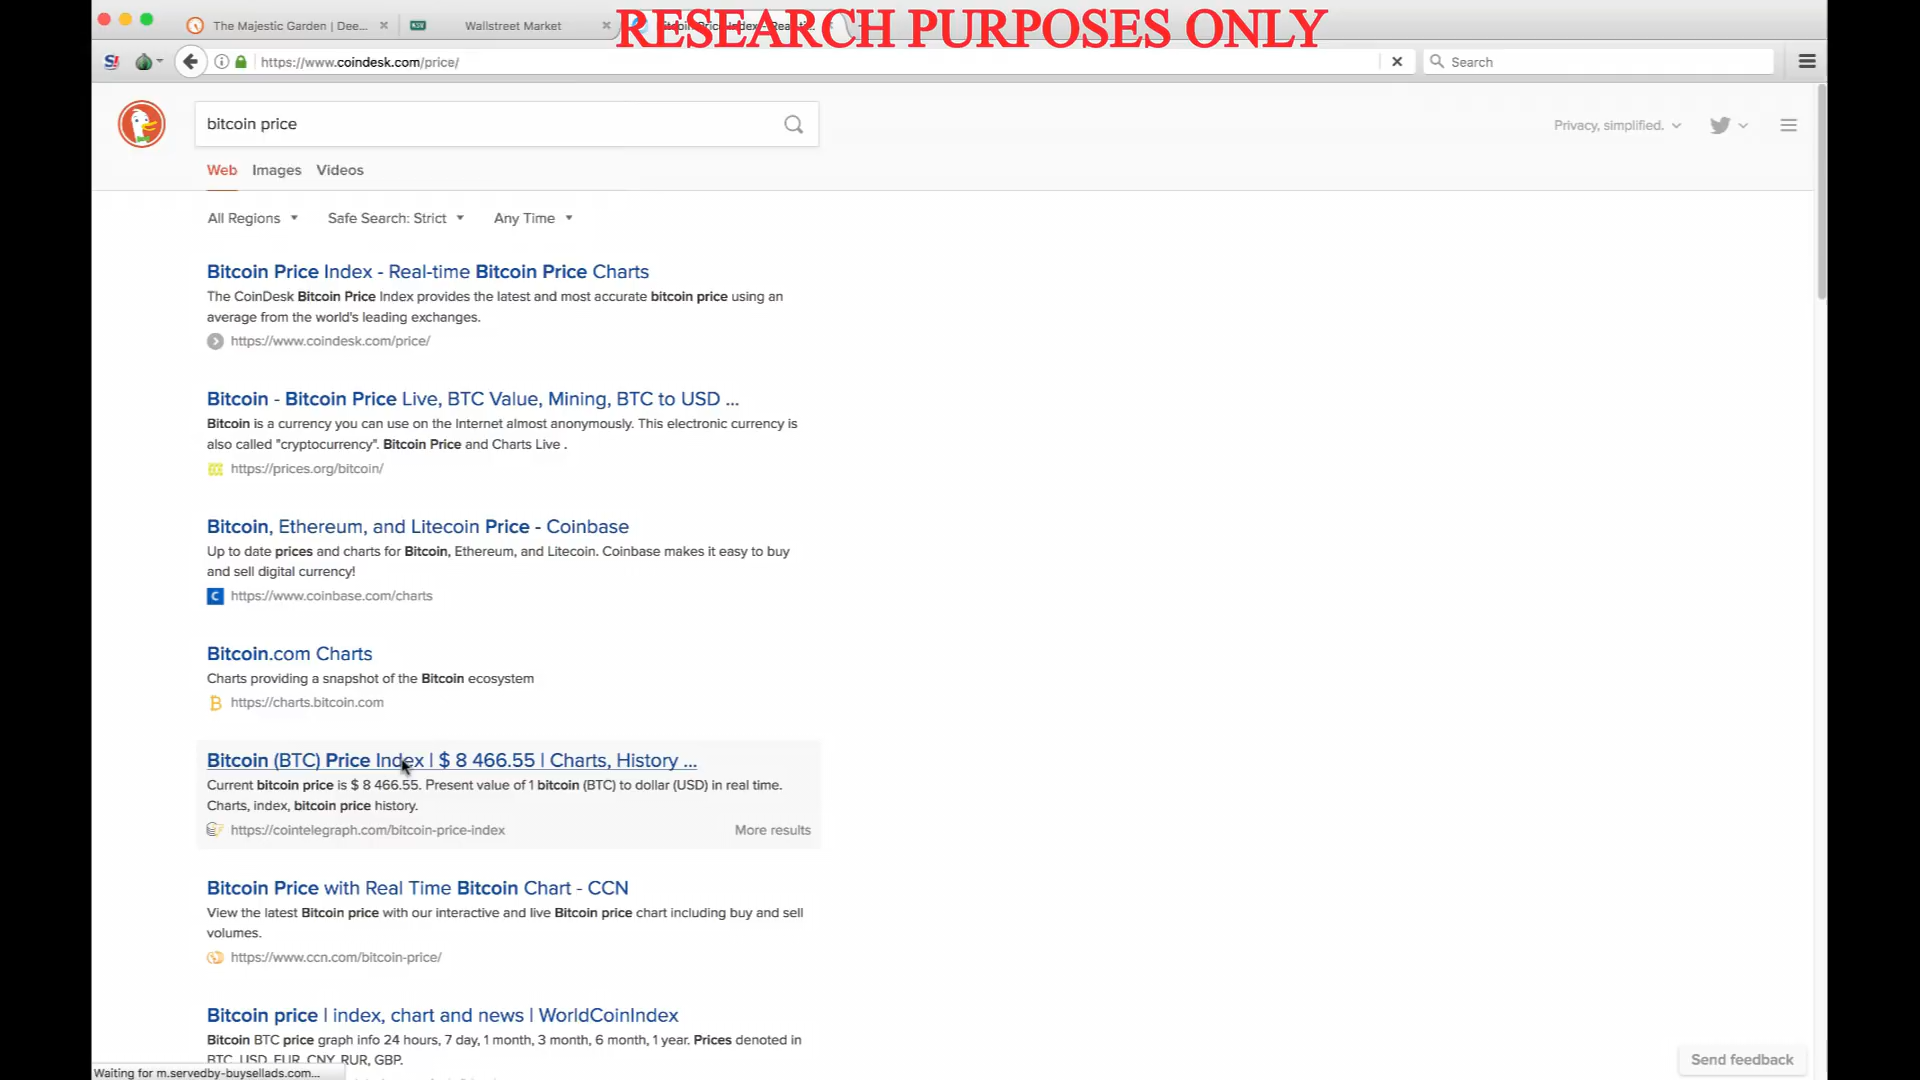 RESEARCH PURPOSES ONLY
The Majestic Garden | Dee...
Wallstreet Market
https://www.coindesk.com/price/
Search
bitcoin price
Privacy, simplified.
Web Images Videos
All Regions Safe Search: Strict Any Time
Bitcoin Price Index - Real-time Bitcoin Price Charts
The CoinDesk Bitcoin Price Index provides the latest and most accurate bitcoin price using an
average from the world's leading exchanges.
https://www.coindesk.com/price/
Bitcoin - Bitcoin Price Live, BTC Value, Mining, BTC to USD ...
Bitcoin is a currency you can use on the Internet almost anonymously. This electronic currency is
also called "cryptocurrency". Bitcoin Price and Charts Live .
https://prices.org/bitcoin/
Bitcoin, Ethereum, and Litecoin Price - Coinbase
Up to date prices and charts for Bitcoin, Ethereum, and Litecoin. Coinbase makes it easy to buy
and sell digital currency!
C https://www.coinbase.com/charts
Bitcoin.com Charts
Charts providing a snapshot of the Bitcoin ecosystem
https://charts.bitcoin.com
Bitcoin (BTC) Price Index | $ 8 466.55 | Charts, History ...
Current bitcoin price is $ 8 466.55. Present value of 1 bitcoin (BTC) to dollar (USD) in real time.
Charts, index, bitcoin price history.
https://cointelegraph.com/bitcoin-price-index More results
Bitcoin Price with Real Time Bitcoin Chart - CCN
View the latest Bitcoin price with our interactive and live Bitcoin price chart including buy and sell
volumes.
https://www.ccn.com/bitcoin-price/
Bitcoin price | index, chart and news | WorldCoinIndex
Bitcoin BTC price graph info 24 hours, 7 day, 1 month, 3 month, 6 month, 1 year. Prices denoted in
BTC, USD, EUR, CNY, RUR, GBP.
Send feedback
Waiting for m.servedby-buysellads.com...